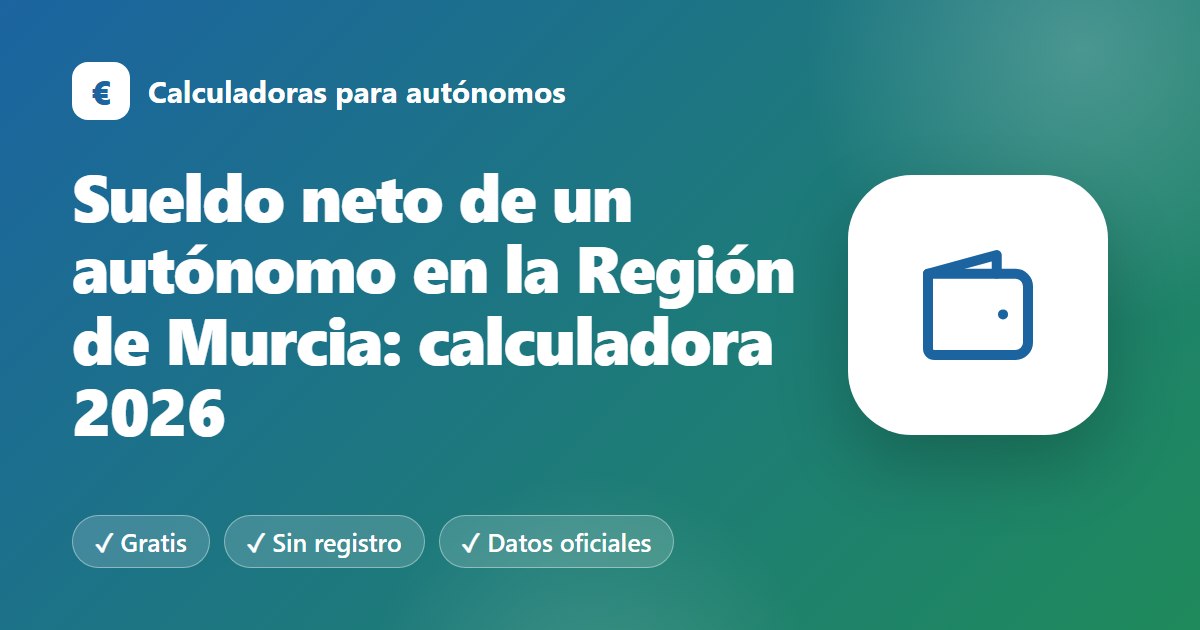 €
Calculadoras para autónomos
Sueldo neto de un
autónomo en la Región
de Murcia: calculadora
2026
✓ Gratis
✓ Sin registro
✓ Datos oficiales